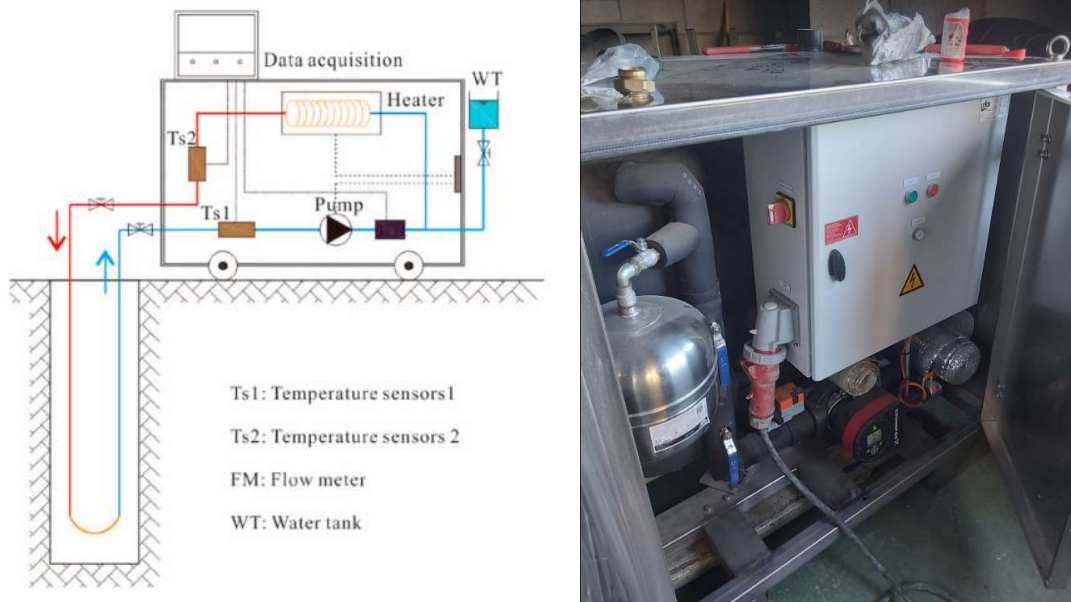 Data acquisition
WT
Heater
Ts2
Ts1
Pump
Ts1: Temperature sensors1
Ts2: Temperature sensors 2
FM: Flow meter
WT: Water tank